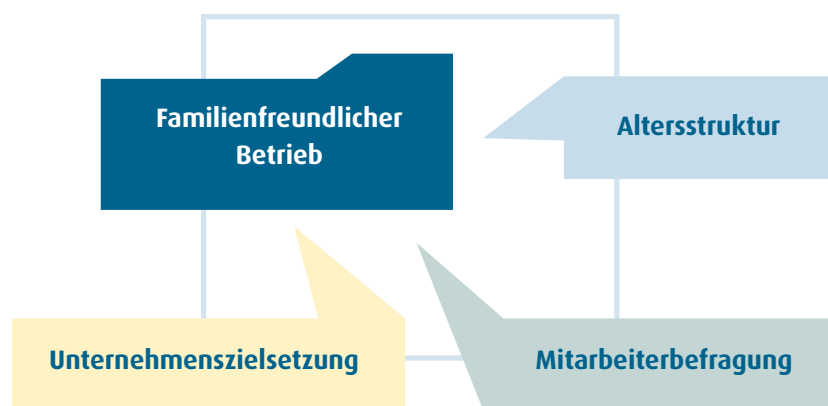 Familienfreundlicher
Betrieb
Altersstruktur
Unternehmenszielsetzung
Mitarbeiterbefragung